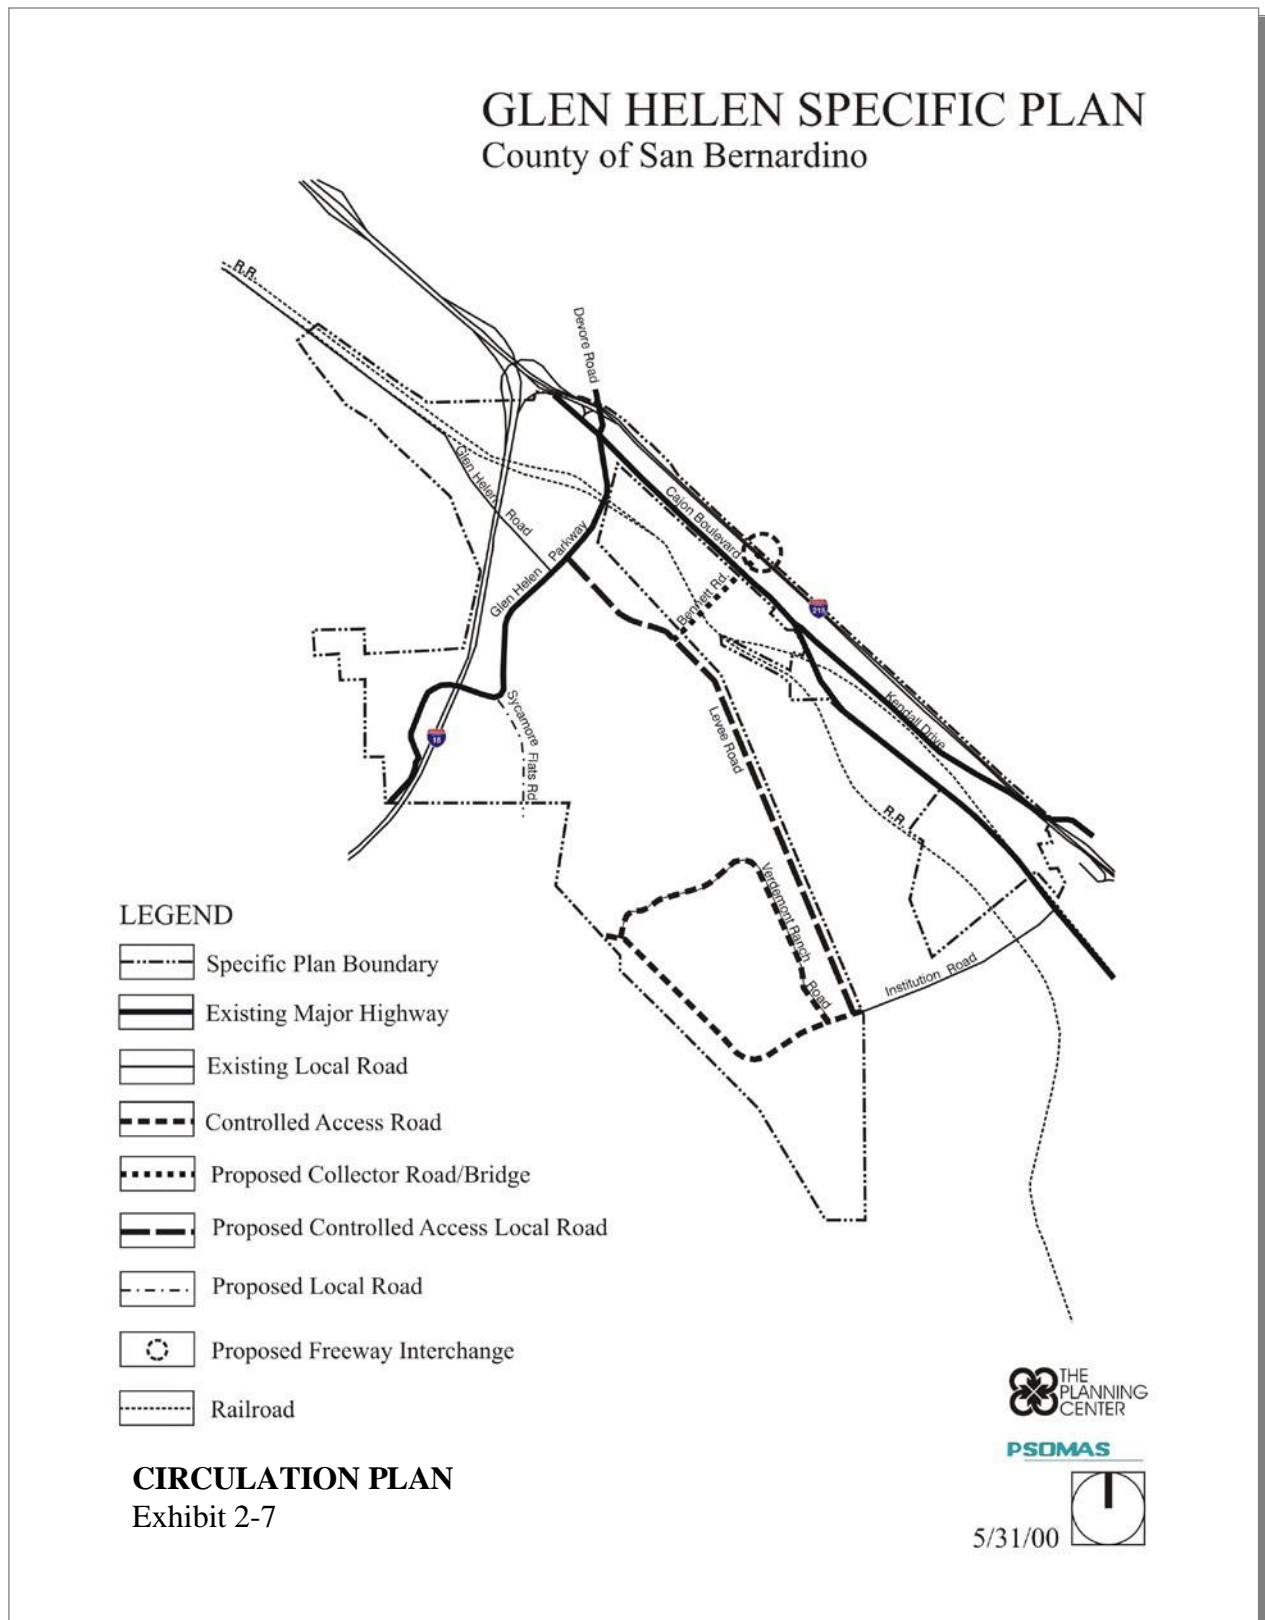 GLEN HELEN SPECIFIC PLAN
County of San Bernardino
R.R.
Devore Road
Glen Helen Road
Cajon Boulevard
Glen Helen Parkway
Bennett Rd.
215
Sycamore Flats Rd.
15
Levee Road
Kendall Drive
R.R.
Verdemont Ranch Road
Institution Road
LEGEND
Specific Plan Boundary
Existing Major Highway
Existing Local Road
Controlled Access Road
Proposed Collector Road/Bridge
Proposed Controlled Access Local Road
Proposed Local Road
Proposed Freeway Interchange
Railroad
THE
PLANNING
CENTER
PSOMAS
CIRCULATION PLAN
Exhibit 2-7
5/31/00